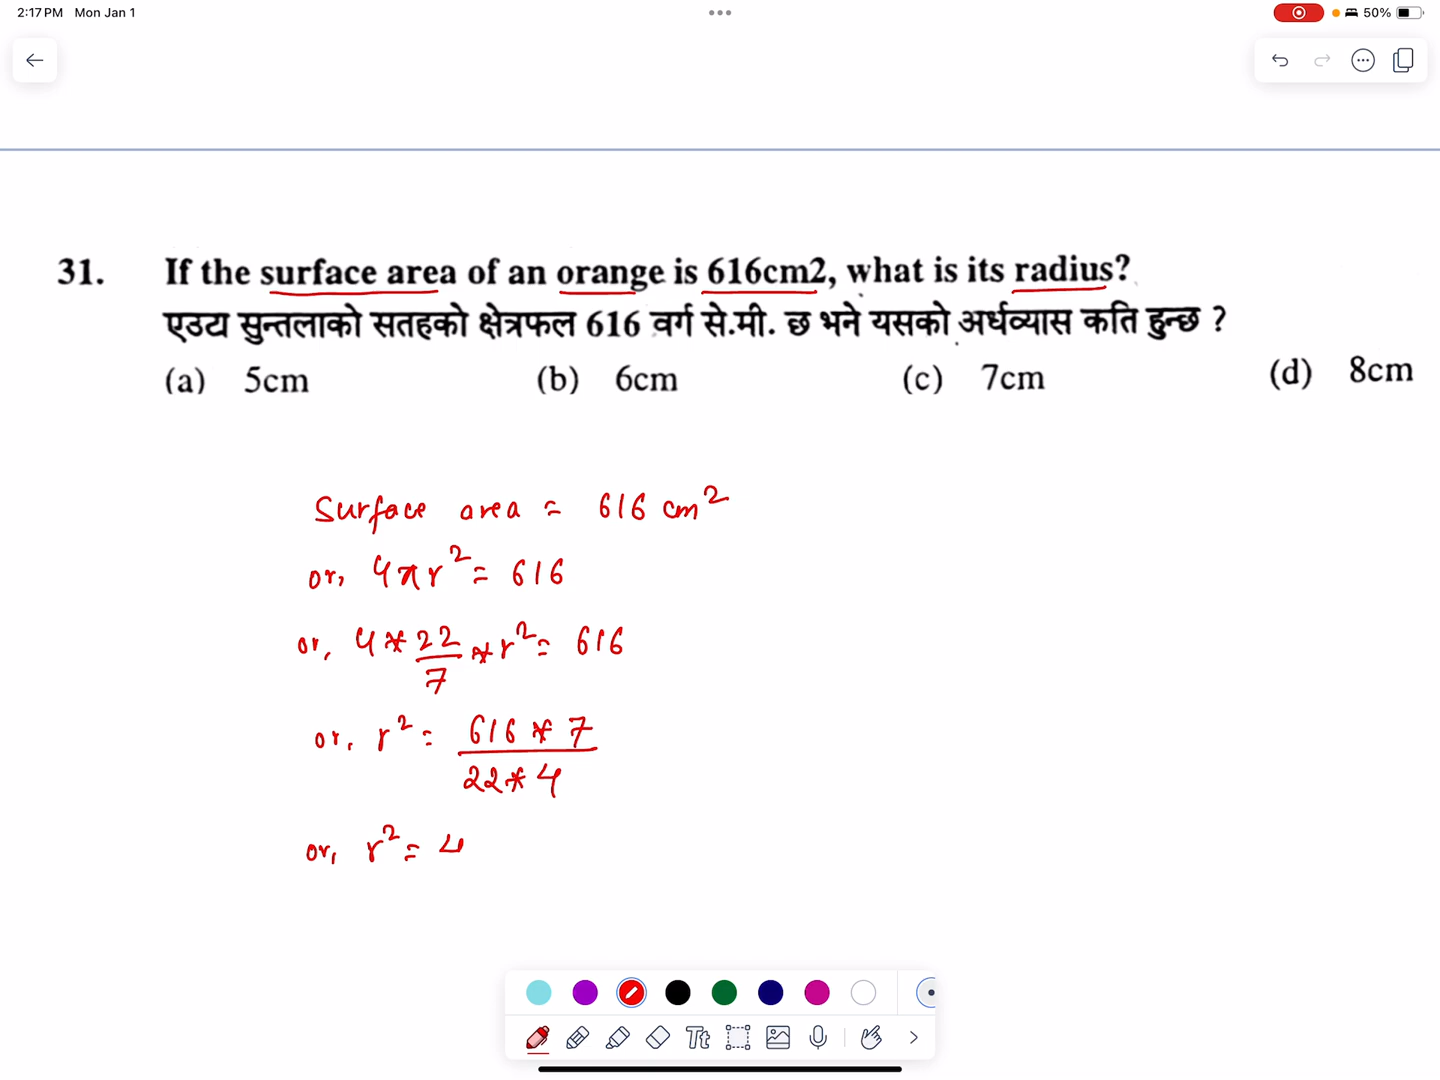 2:17 PM Mon Jan 1
50%
31. If the surface area of an orange is 616cm2, what is its radius?
एउटा सुन्तलाको सतहको क्षेत्रफल 616 वर्ग से.मी. छ भने यसको अर्धव्यास कति हुन्छ ?
(a) 5cm (b) 6cm (c) 7cm (d) 8cm
Surface area = 616 cm²
or, 4πr² = 616
or, 4 * 22/7 * r² = 616
or, r² = 616 * 7 / 22 * 4
or, r² = 4
Tt